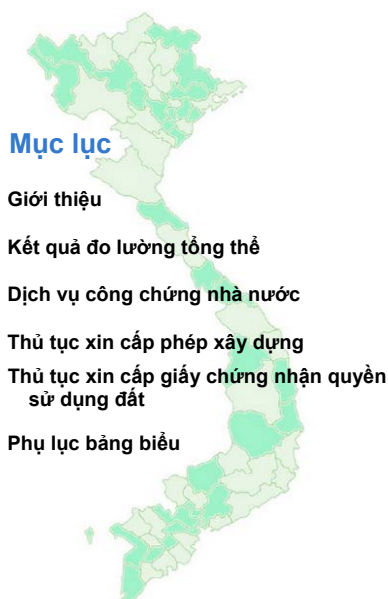 Mục lục
Giới thiệu
Kết quả đo lường tổng thể
Dịch vụ công chứng nhà nước
Thủ tục xin cấp phép xây dựng
Thủ tục xin cấp giấy chứng nhận quyền
sử dụng đất
Phụ lục bảng biểu